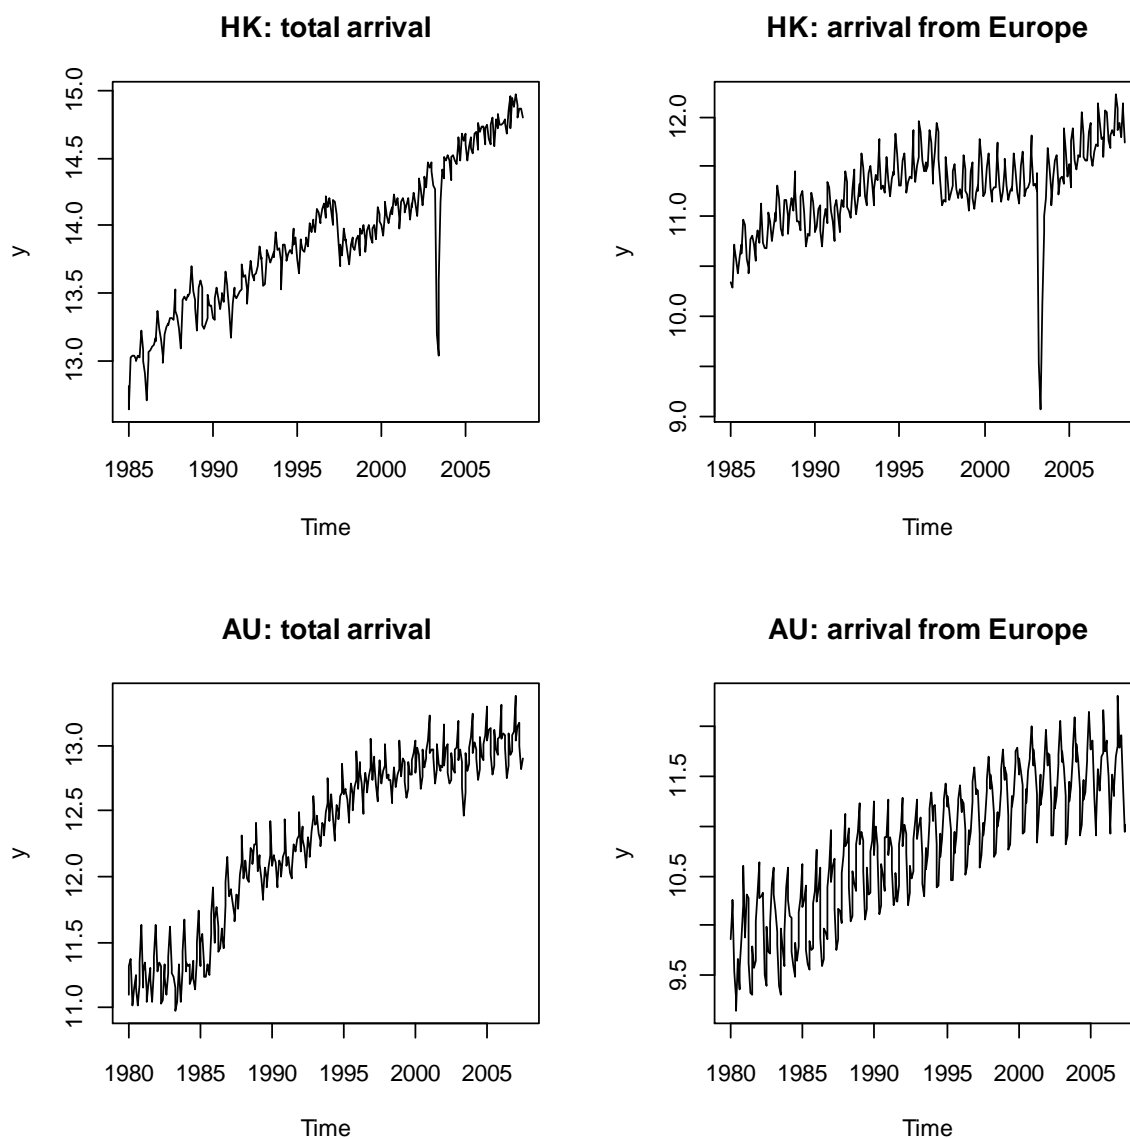 HK: total arrival
y
15.0
14.5
14.0
13.5
13.0
1985 1990 1995 2000 2005
Time
HK: arrival from Europe
y
12.0
11.0
10.0
9.0
1985 1990 1995 2000 2005
Time
AU: total arrival
y
13.0
12.5
12.0
11.5
11.0
1980 1985 1990 1995 2000 2005
Time
AU: arrival from Europe
y
11.5
10.5
9.5
1980 1985 1990 1995 2000 2005
Time